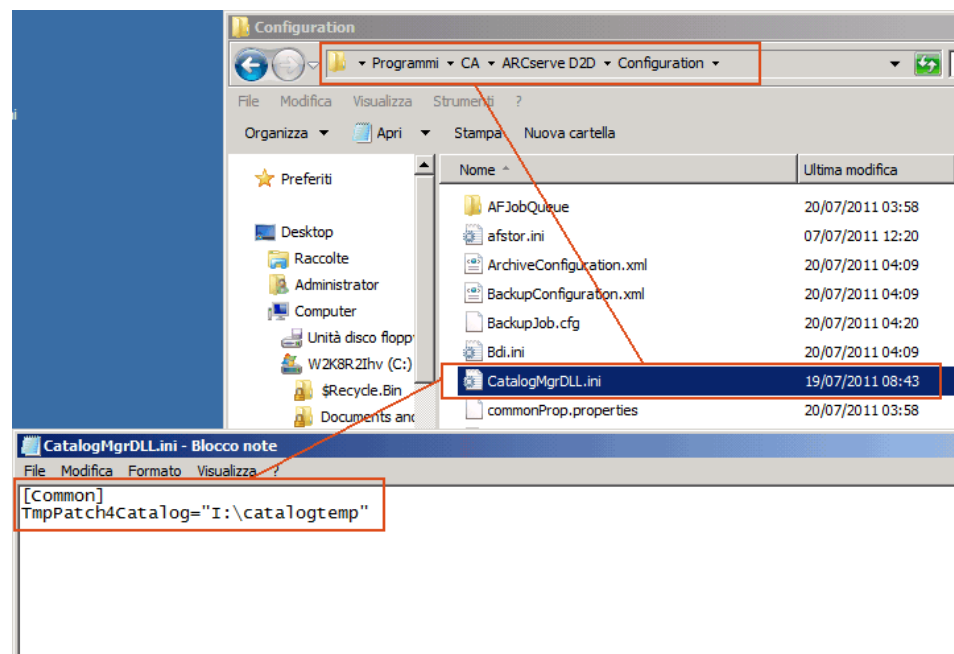 Configuration
Programmi CA ARCserve D2D Configuration
File Modifica Visualizza Strumenti ?
Organizza Apri Stampa Nuova cartella
Preferiti
Desktop
Raccolte
Administrator
Computer
Unità disco flopp
W2K8R2Ihv (C:)
$Recycle.Bin
Documents and
Nome Ultima modifica
AFJobQueue 20/07/2011 03:58
afstor.ini 07/07/2011 12:20
ArchiveConfiguration.xml 20/07/2011 04:09
BackupConfiguration.xml 20/07/2011 04:09
BackupJob.cfg 20/07/2011 04:20
Bdi.ini 20/07/2011 04:09
CatalogMgrDLL.ini 19/07/2011 08:43
commonProp.properties 20/07/2011 03:58
CatalogMgrDLL.ini - Blocco note
File Modifica Formato Visualizza ?
[Common]
TmpPatch4Catalog="I:\catalogtemp"